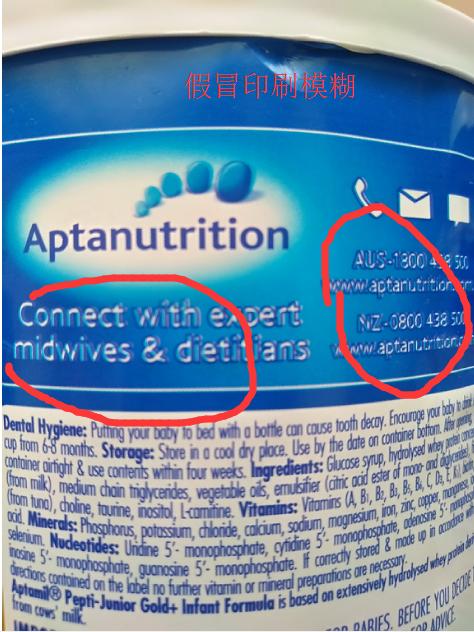 假冒印刷模糊
Aptanutrition
AUS-1800 438 500
www.aptanutrition.com
NZ-0800 438 500
www.aptanutrition.co
Connect with expert
midwives & dietitians
Dental Hygiene: Putting your baby to bed with a bottle can cause tooth decay. Encourage your baby to drink
cup from 6-8 months. Storage: Store in a cool dry place. Use by the date on container bottom. After opening,
container airtight & use contents within four weeks. Ingredients: Glucose syrup, hydrolysed whey protein
(from milk), medium chain triglycerides, vegetable oils, emulsifier (citric acid ester of mono- and diglycerides),
(from tuna), choline, taurine, inositol, L-carnitine. Vitamins: Vitamins (A, B1, B2, B3, B5, B6, C, D3, E, K),
acid. Minerals: Phosphorus, potassium, chloride, calcium, sodium, magnesium, iron, zinc, copper, manganese,
selenium. Nucleotides: Uridine 5'- monophosphate, cytidine 5'- monophosphate, adenosine 5'- monophosph
inosine 5'- monophosphate, guanosine 5'- monophosphate. If correctly stored & made up in accordance with
directions contained on the label no further vitamin or mineral preparations are necessary.
Aptamil® Pepti-Junior Gold+ Infant Formula is based on extensively hydrolysed whey protein
from cows' milk.
FOR BABIES. BEFORE YOU DECIDE T
FOR ADVICE.